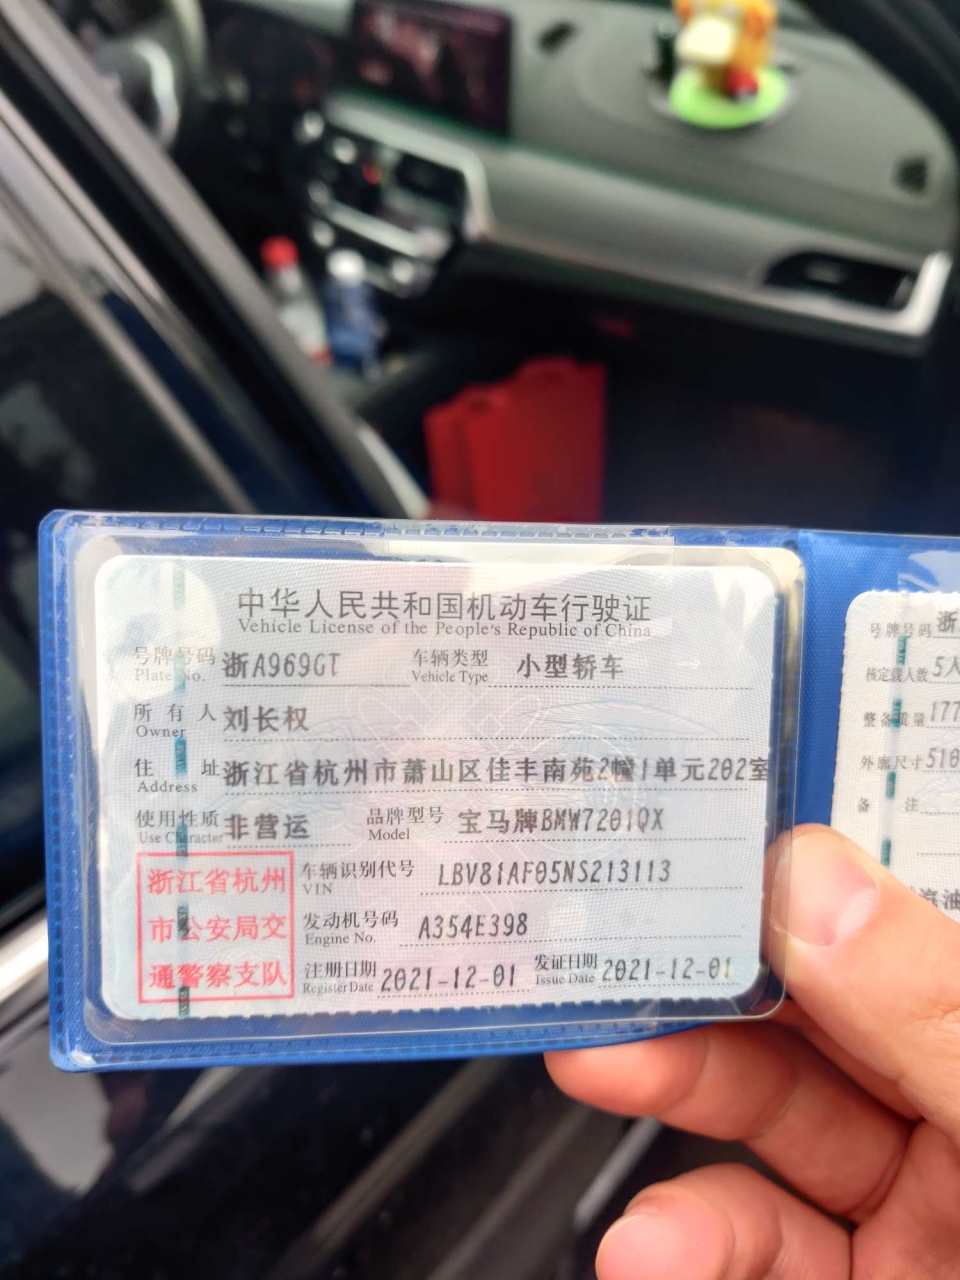 中华人民共和国机动车行驶证
Vehicle License of the People's Republic of China
号牌号码 浙A969GT 车辆类型 小型轿车
Plate No. Vehicle Type
所有人 刘长权
Owner
住址 浙江省杭州市萧山区佳丰南苑2幢1单元202室
Address
使用性质 非营运 品牌型号 宝马牌BMW7201QX
Use Character Model
浙江省杭州
市公安局交
通警察支队
车辆识别代号 LBV81AF05NS213113
VIN
发动机号码 A354E398
Engine No.
注册日期 2021-12-01 发证日期 2021-12-01
Register Date Issue Date
号牌号码 浙
核定载人数 5人
整备质量 177
外廓尺寸 510
备注
汽油